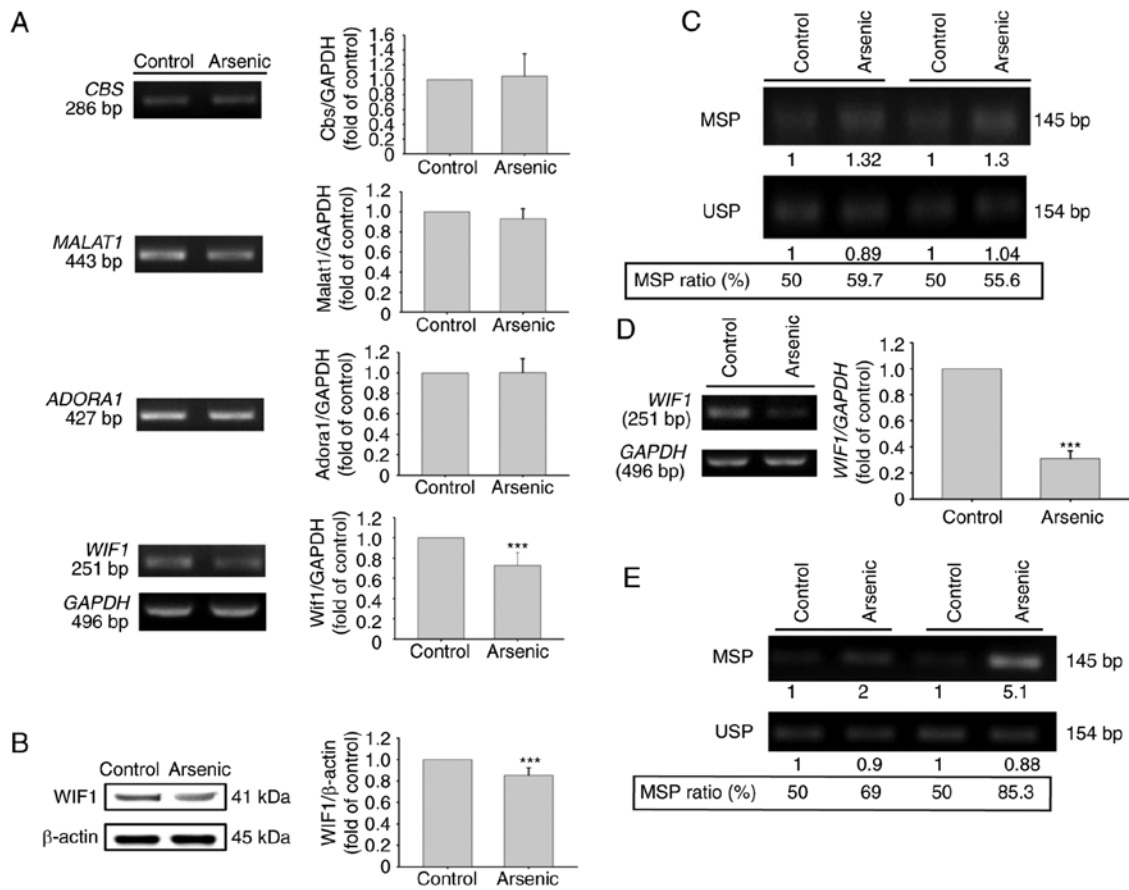 A
Control Arsenic
CBS
286 bp
Cbs/GAPDH
(fold of control)
1.6
1.4
1.2
1.0
0.8
0.6
0.4
0.2
0
Control Arsenic
MALAT1
443 bp
Malat1/GAPDH
(fold of control)
1.2
1.0
0.8
0.6
0.4
0.2
0
Control Arsenic
ADORA1
427 bp
Adora1/GAPDH
(fold of control)
1.2
1.0
0.8
0.6
0.4
0.2
0
Control Arsenic
WIF1
251 bp
GAPDH
496 bp
Wif1/GAPDH
(fold of control)
1.2
1.0
0.8
0.6
0.4
0.2
0
***
Control Arsenic
B
Control Arsenic
WIF1 41 kDa
β-actin 45 kDa
WIF1/β-actin
(fold of control)
1.2
1.0
0.8
0.6
0.4
0.2
0
***
Control Arsenic
C
Control Arsenic Control Arsenic
MSP 145 bp
1 1.32 1 1.3
USP 154 bp
1 0.89 1 1.04
MSP ratio (%) 50 59.7 50 55.6
D
Control Arsenic
WIF1
(251 bp)
GAPDH
(496 bp)
WIF1/GAPDH
(fold of control)
1.2
1.0
0.8
0.6
0.4
0.2
0
***
Control Arsenic
E
Control Arsenic Control Arsenic
MSP 145 bp
1 2 1 5.1
USP 154 bp
1 0.9 1 0.88
MSP ratio (%) 50 69 50 85.3